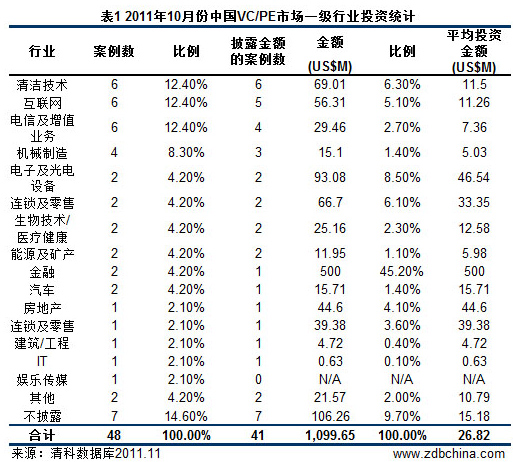 表1 2011年10月份中国VC/PE市场一级行业投资统计
行业 案例数 比例 披露金额的案例数 金额 (US$M) 比例 平均投资金额 (US$M)
清洁技术 6 12.40% 6 69.01 6.30% 11.5
互联网 6 12.40% 5 56.31 5.10% 11.26
电信及增值业务 6 12.40% 4 29.46 2.70% 7.36
机械制造 4 8.30% 3 15.1 1.40% 5.03
电子及光电设备 2 4.20% 2 93.08 8.50% 46.54
连锁及零售 2 4.20% 2 66.7 6.10% 33.35
生物技术/医疗健康 2 4.20% 2 25.16 2.30% 12.58
能源及矿产 2 4.20% 2 11.95 1.10% 5.98
金融 2 4.20% 1 500 45.20% 500
汽车 2 4.20% 1 15.71 1.40% 15.71
房地产 1 2.10% 1 44.6 4.10% 44.6
连锁及零售 1 2.10% 1 39.38 3.60% 39.38
建筑/工程 1 2.10% 1 4.72 0.40% 4.72
IT 1 2.10% 1 0.63 0.10% 0.63
娱乐传媒 1 2.10% 0 N/A N/A N/A
其他 2 4.20% 2 21.57 2.00% 10.79
不披露 7 14.60% 7 106.26 9.70% 15.18
合计 48 100.00% 41 1,099.65 100.00% 26.82
来源：清科数据库2011.11 www.zdbchina.com